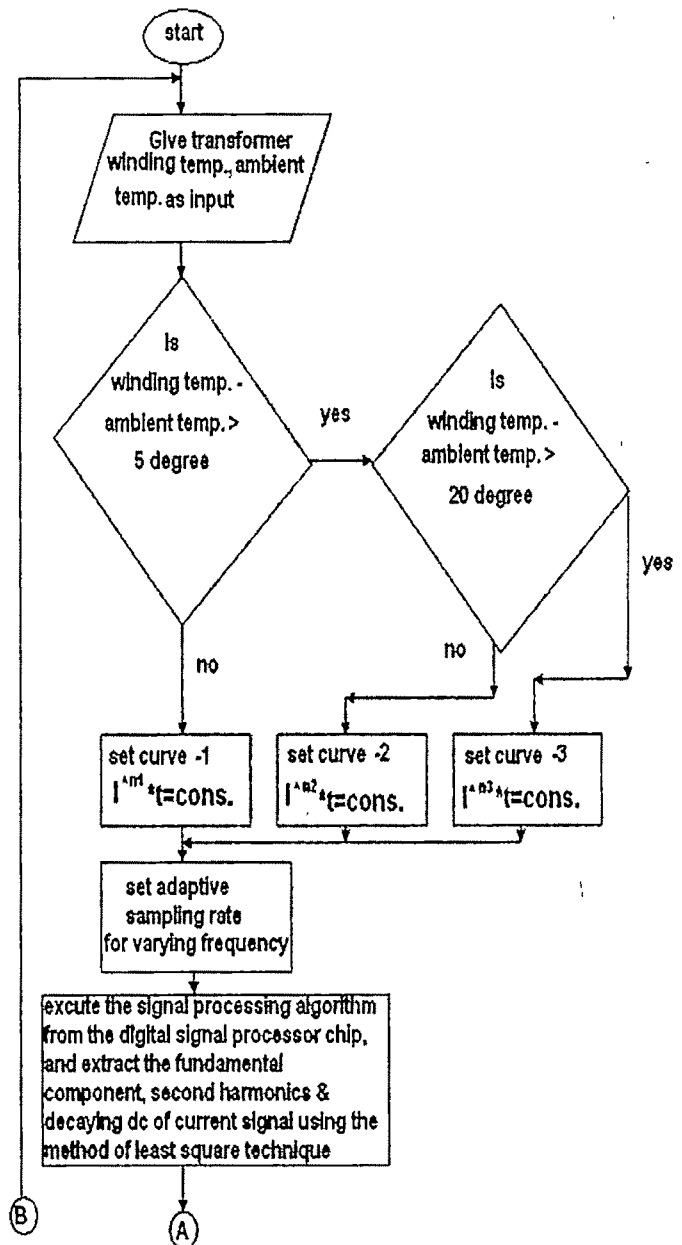 start
Give transformer
winding temp., ambient
temp. as input
Is
winding temp. -
ambient temp. >
5 degree
yes
Is
winding temp. -
ambient temp. >
20 degree
yes
no
no
set curve -1
I^n1 *t=cons.
set curve -2
I^n2 *t=cons.
set curve -3
I^n3 *t=cons.
set adaptive
sampling rate
for varying frequency
excute the signal processing algorithm
from the digital signal processor chip,
and extract the fundamental
component, second harmonics &
decaying dc of current signal using the
method of least square technique
B
A